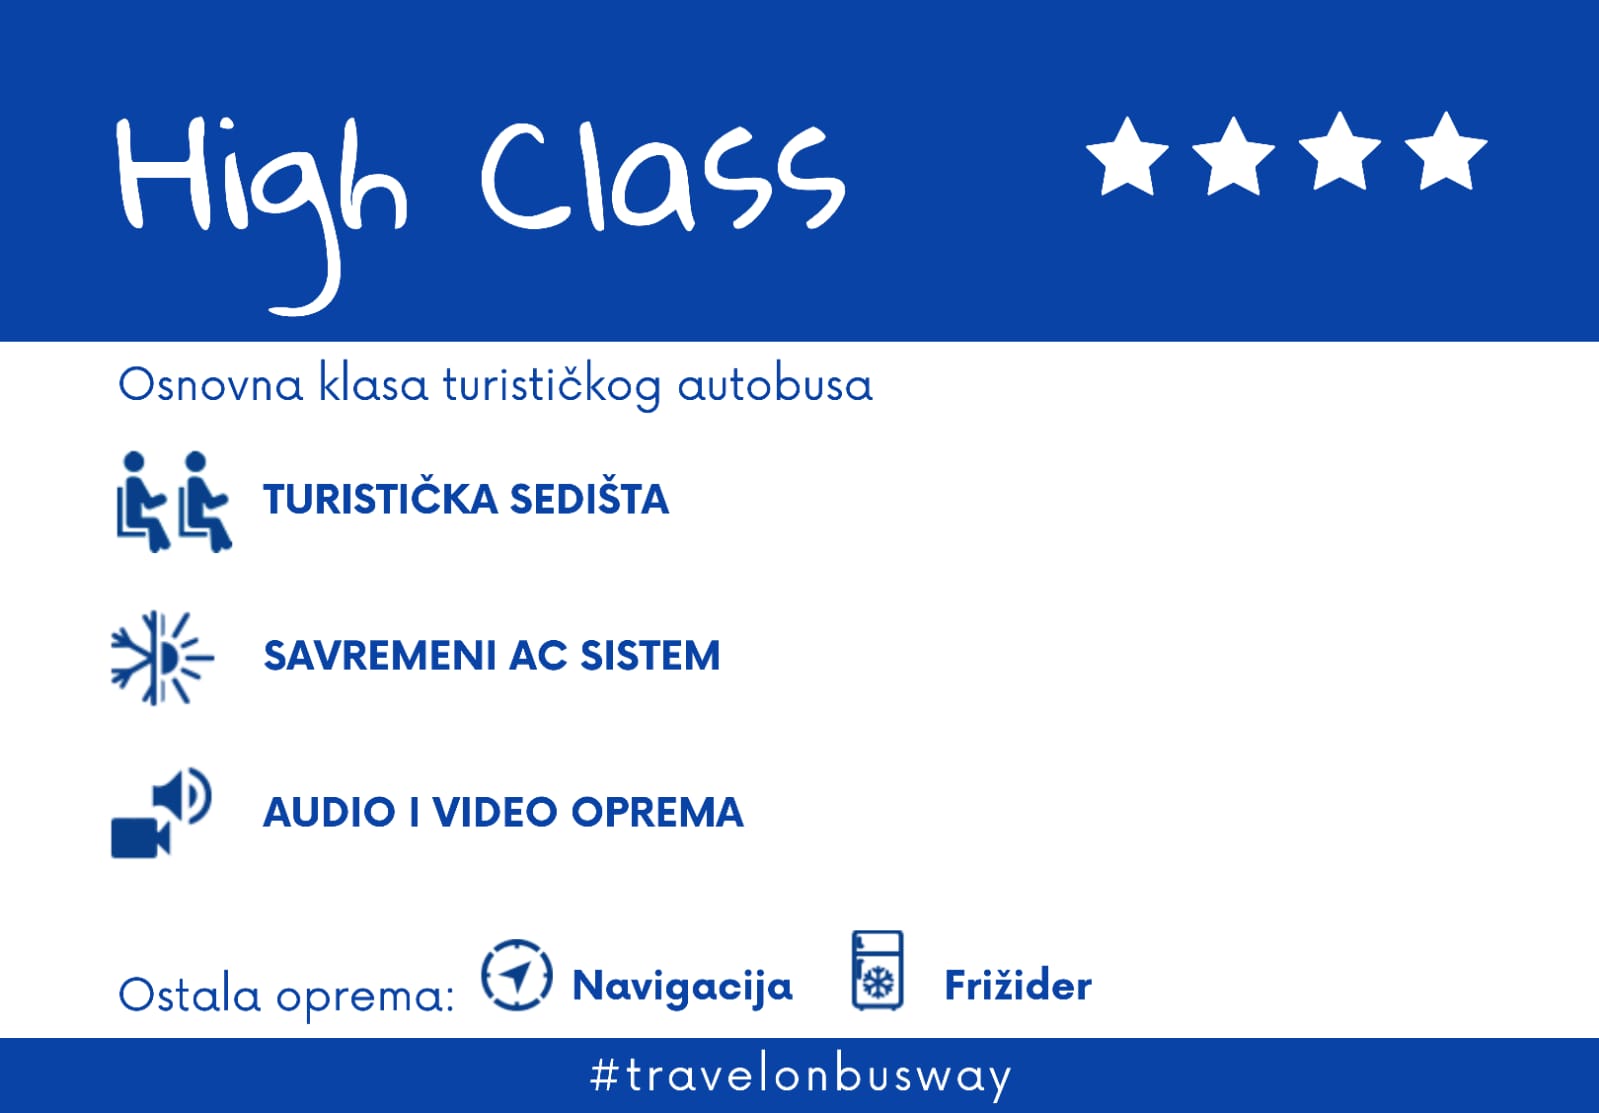 High Class
Osnovna klasa turističkog autobusa
TURISTIČKA SEDIŠTA
SAVREMENI AC SISTEM
AUDIO I VIDEO OPREMA
Ostala oprema: Navigacija Frižider
#travelonbusway